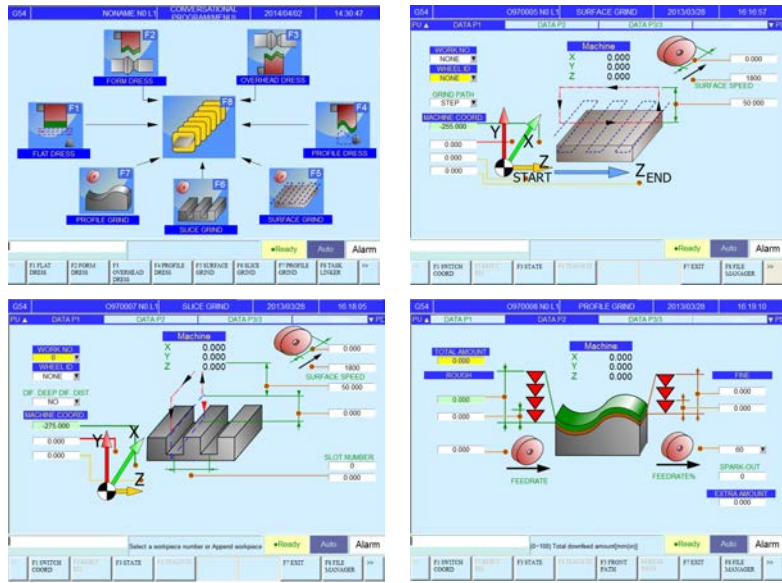 G54 NONAME.N0 L1 CONVERSATIONAL PROGRAM/MENU1 2014/04/02 14:30:47
F2
FORM DRESS
F3
OVERHEAD DRESS
F1
FLAT DRESS
F8
F4
PROFILE DRESS
F7
PROFILE GRIND
F6
SLICE GRIND
F5
SURFACE GRIND
Ready Auto Alarm
F1 FLAT DRESS
F2 FORM DRESS
F3 OVERHEAD DRESS
F4 PROFILE DRESS
F5 SURFACE GRIND
F6 SLICE GRIND
F7 PROFILE GRIND
F8 TASK LINKER
>>
G54 O970005 N0 L1 SURFACE GRIND 2013/03/28 16:16:57
PU ▲ DATA P1 DATA P2 DATA P3/3
WORK NO.
NONE
WHEEL ID
NONE
GRIND PATH
STEP
MACHINE COORD
-255.000
0.000
0.000
0.000
Machine
X 0.000
Y 0.000
Z 0.000
0.000
1800
SURFACE SPEED
50.000
Y X Z
START Z END
Ready Auto Alarm
F1 SWITCH COORD
F3 STATE
F7 EXIT
F8 FILE MANAGER
>>
G54 O970007 N0 L1 SLICE GRIND 2013/03/28 16:18:05
PU ▲ DATA P1 DATA P2 DATA P3/3
WORK NO.
0
WHEEL ID
NONE
DIF. DEEP DIF. DIST.
NO
MACHINE COORD
-275.000
0.000
0.000
Machine
X 0.000
Y 0.000
Z 0.000
0.000
1800
SURFACE SPEED
50.000
0.000
SLOT NUMBER
0
0.000
Y X Z
Select a workpiece number or Append workpiece
Ready Auto Alarm
F1 SWITCH COORD
F3 STATE
F7 EXIT
F8 FILE MANAGER
>>
G54 O970008 N0 L1 PROFILE GRIND 2013/03/28 16:19:10
PU ▲ DATA P1 DATA P2 DATA P3/3
TOTAL AMOUNT
0.000
ROUGH
0.000
0.000
0.000
Machine
X 0.000
Y 0.000
Z 0.000
FINE
0.000
0.000
60
FEEDRATE
FEEDRATE%
SPARK-OUT
0
EXTRA AMOUNT
0.000
(0~100) Total downfeed amount[mm(in)]
Ready Auto Alarm
F1 SWITCH COORD
F3 STATE
F5 FRONT PATH
F7 EXIT
F8 FILE MANAGER
>>